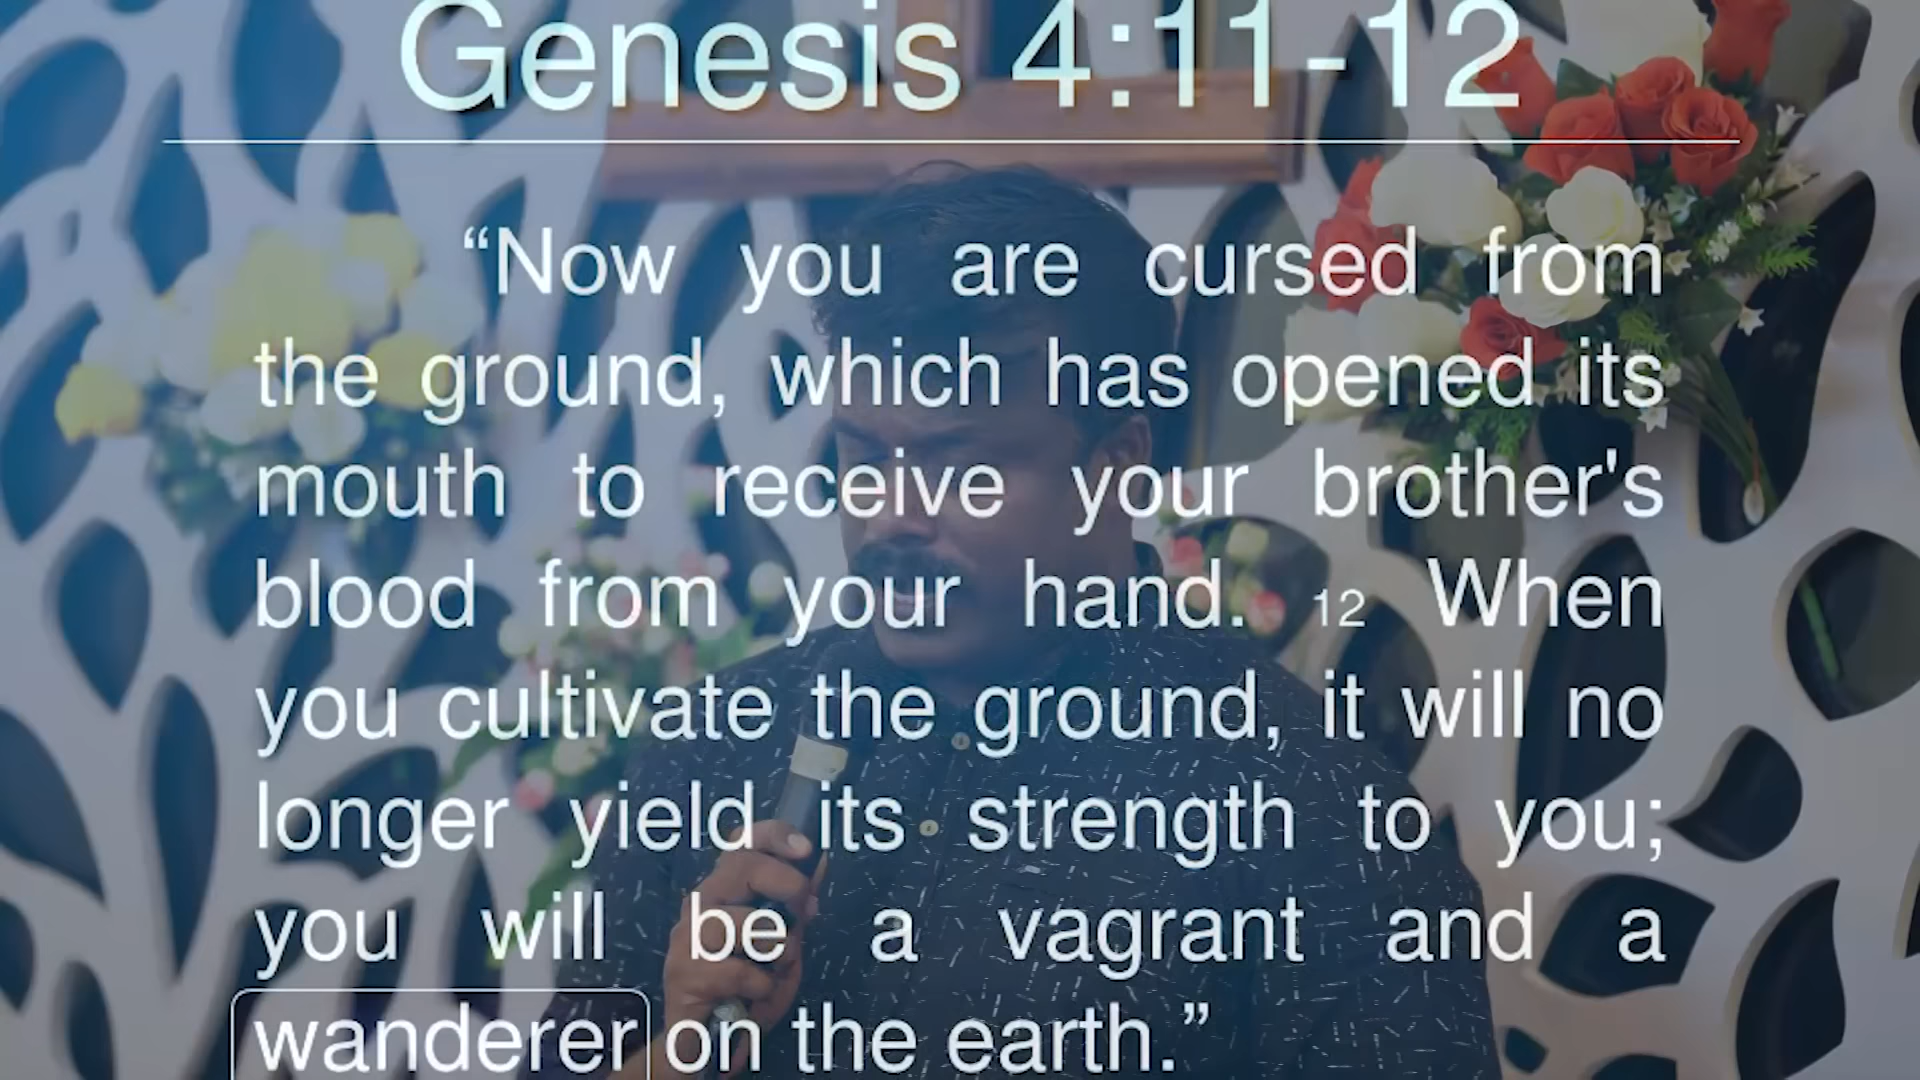 Genesis 4:11-12
“Now you are cursed from
the ground, which has opened its
mouth to receive your brother's
blood from your hand. 12 When
you cultivate the ground, it will no
longer yield its strength to you;
you will be a vagrant and a
wanderer on the earth.”